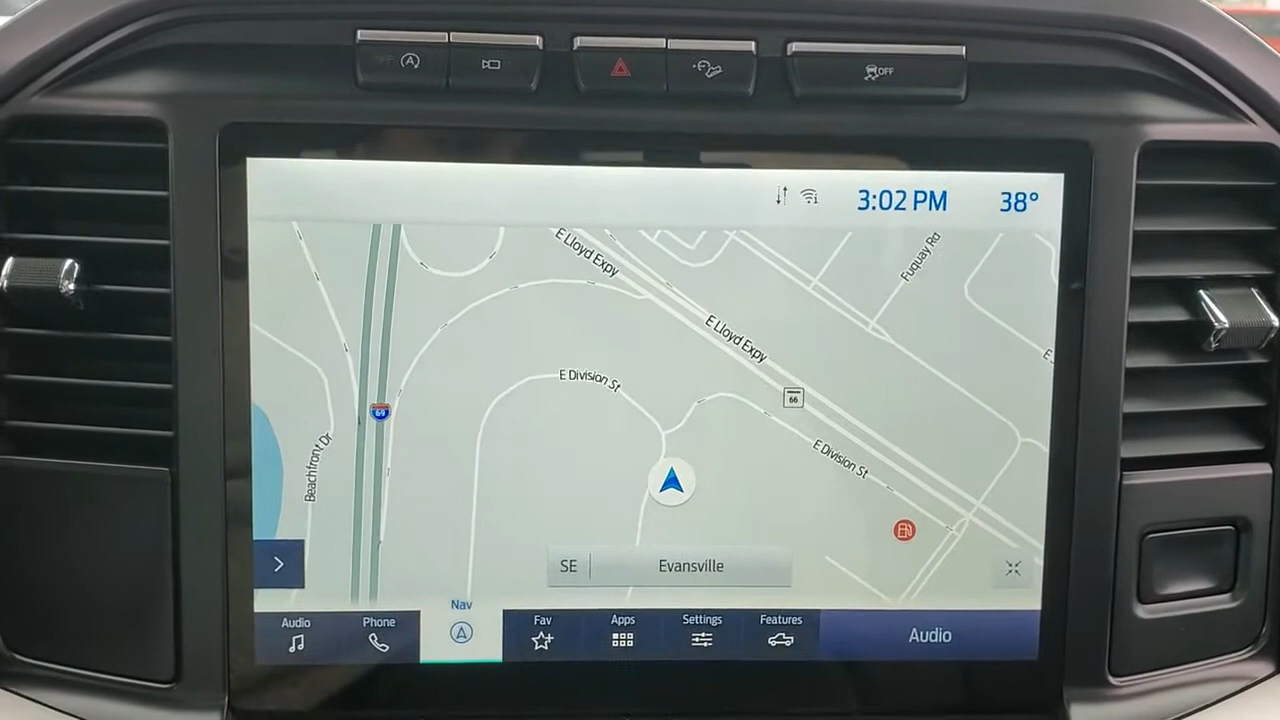 OFF
OFF
3:02 PM
38°
E Lloyd Expy
Fuquay Rd
E Lloyd Expy
E Division St
66
69
Beachfront Dr
E Division St
SE
Evansville
Nav
Audio
Phone
Fav
Apps
Settings
Features
Audio